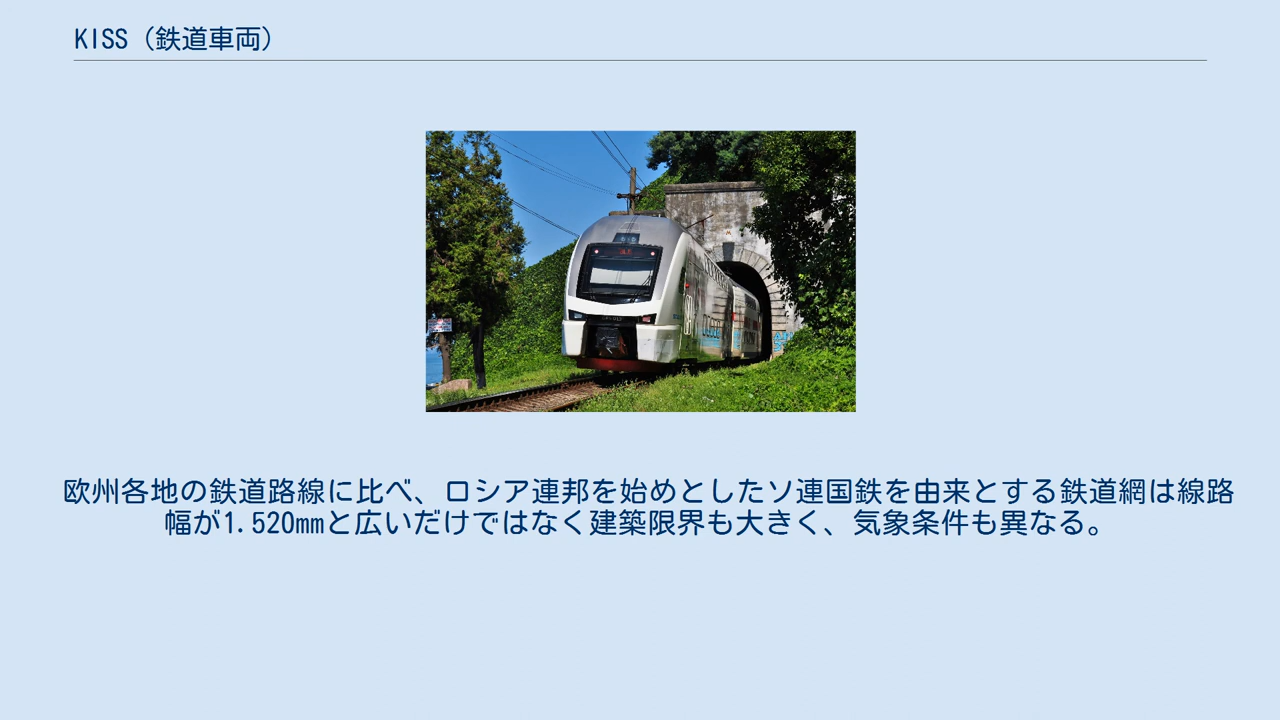 KISS（鉄道車両）
欧州各地の鉄道路線に比べ、ロシア連邦を始めとしたソ連国鉄を由来とする鉄道網は線路
幅が1.520mmと広いだけではなく建築限界も大きく、気象条件も異なる。